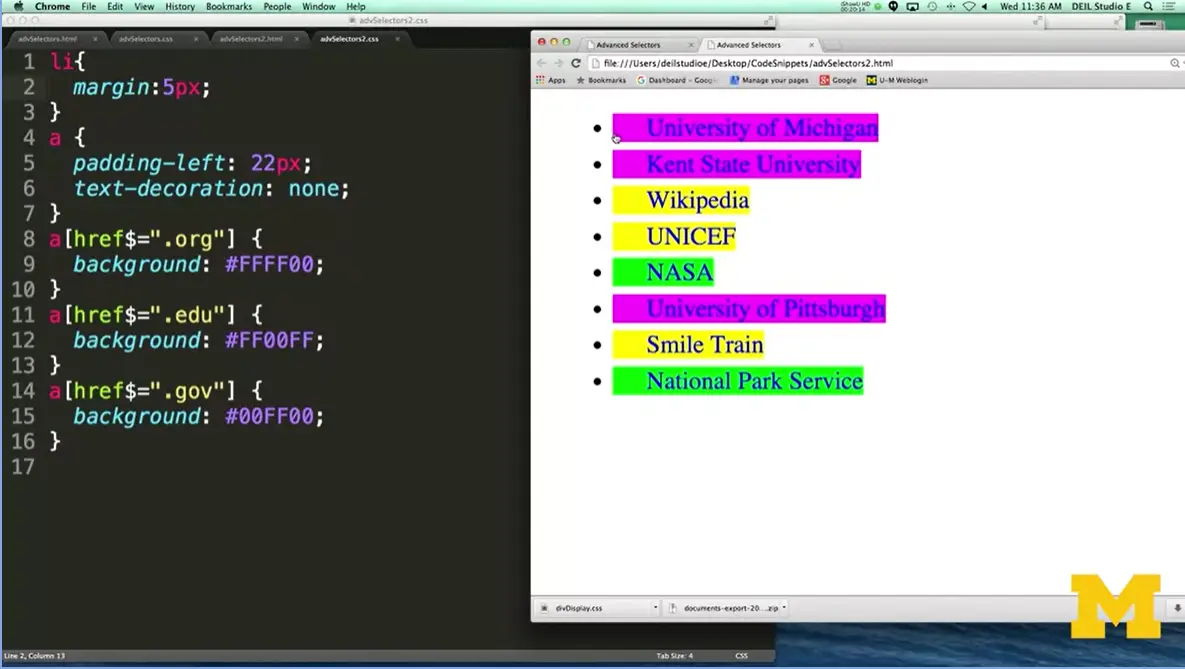 Chrome File Edit View History Bookmarks People Window Help
Wed 11:36 AM DEIL Studio E
advSelectors2.css
advSelectors.html advSelectors.css advSelectors2.html advSelectors2.css
1 li{
2 margin:5px;
3 }
4 a {
5 padding-left: 22px;
6 text-decoration: none;
7 }
8 a[href$=".org"] {
9 background: #FFFF00;
10 }
11 a[href$=".edu"] {
12 background: #FF00FF;
13 }
14 a[href$=".gov"] {
15 background: #00FF00;
16 }
17
Line 2, Column 13
Tab Size: 4
CSS
Advanced Selectors
Advanced Selectors
file:///Users/deilstudioe/Desktop/CodeSnippets/advSelectors2.html
Apps Bookmarks Dashboard - Googl Manage your pages Google U-M Weblogin
University of Michigan
Kent State University
Wikipedia
UNICEF
NASA
University of Pittsburgh
Smile Train
National Park Service
divDisplay.css
documents-export-20....zip
M